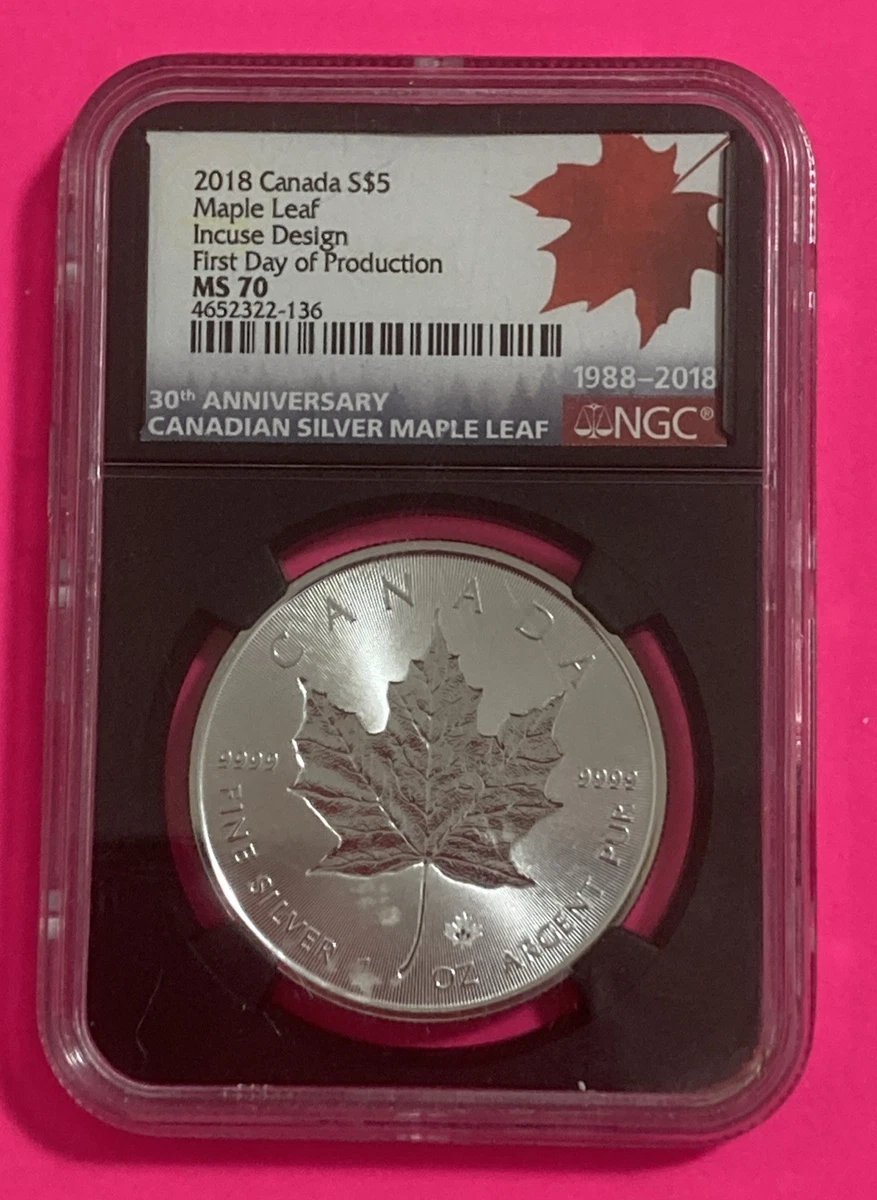 2018 Canada S$5
Maple Leaf
Incuse Design
First Day of Production
MS 70
4652322-136
1988–2018
30th ANNIVERSARY
CANADIAN SILVER MAPLE LEAF
NGC®
CANADA
9999
9999
FINE SILVER 1 OZ ARGENT PUR